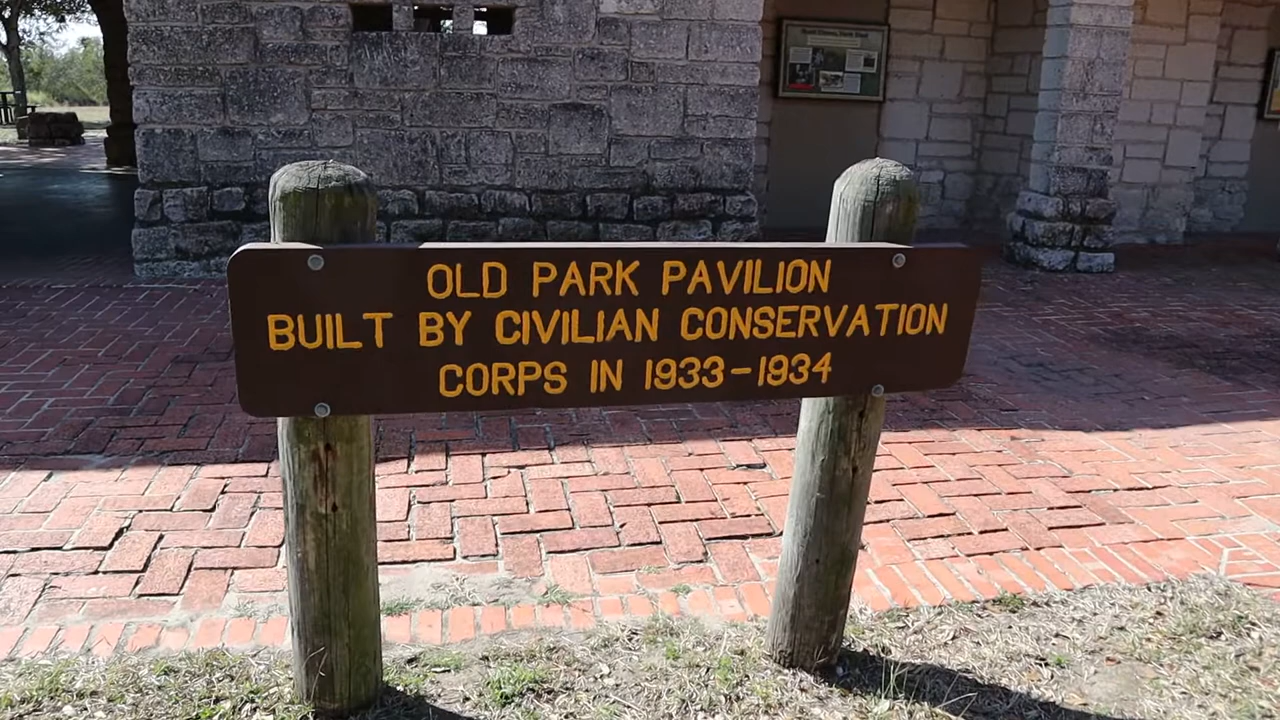 OLD PARK PAVILION
BUILT BY CIVILIAN CONSERVATION
CORPS IN 1933-1934